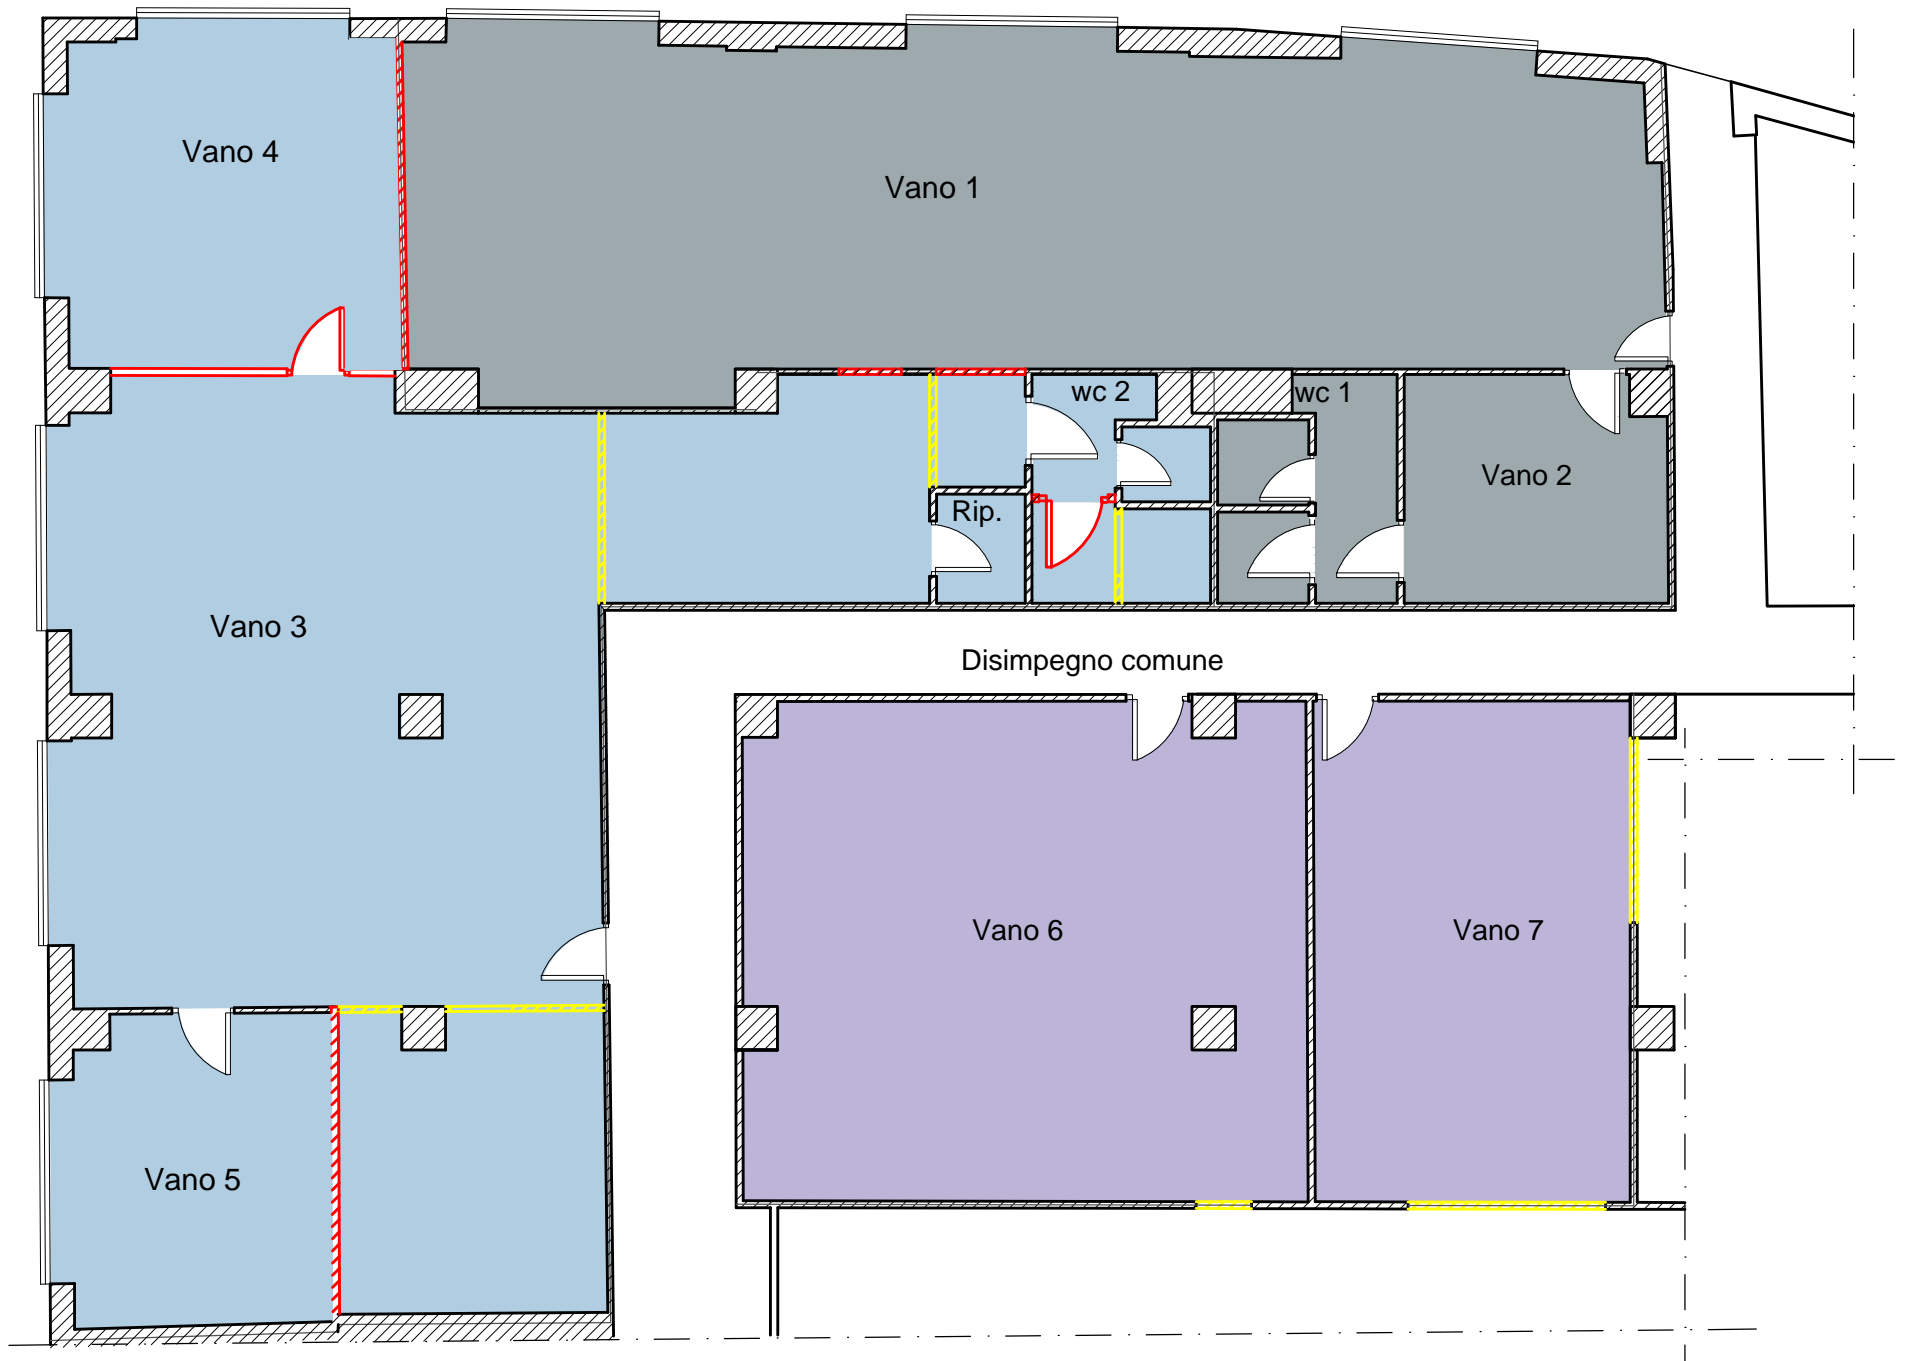 Vano 4
Vano 1
wc 2
wc 1
Vano 2
Rip.
Vano 3
Disimpegno comune
Vano 6
Vano 7
Vano 5